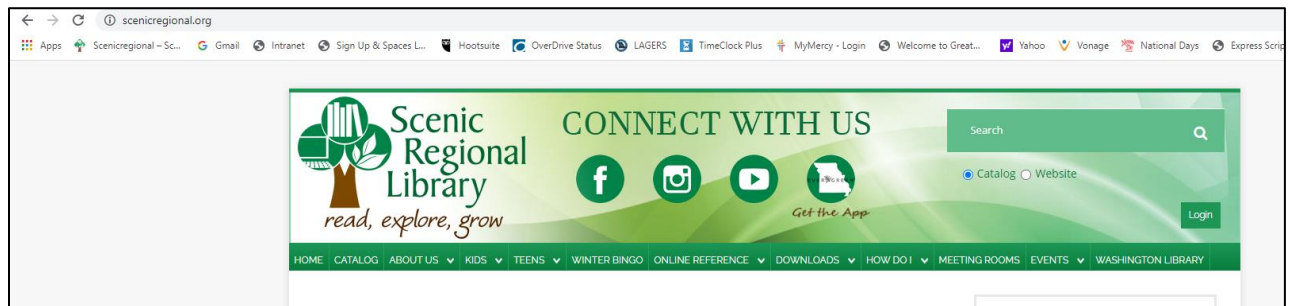 scenicregional.org
Apps Scenicregional – Sc... Gmail Intranet Sign Up & Spaces L... Hootsuite OverDrive Status LAGERS TimeClock Plus MyMercy - Login Welcome to Great... Yahoo Vonage National Days Express Scrip
Scenic
Regional
Library
read, explore, grow
CONNECT WITH US
Get the App
Search
Catalog Website
Login
HOME CATALOG ABOUT US KIDS TEENS WINTER BINGO ONLINE REFERENCE DOWNLOADS HOW DO I MEETING ROOMS EVENTS WASHINGTON LIBRARY